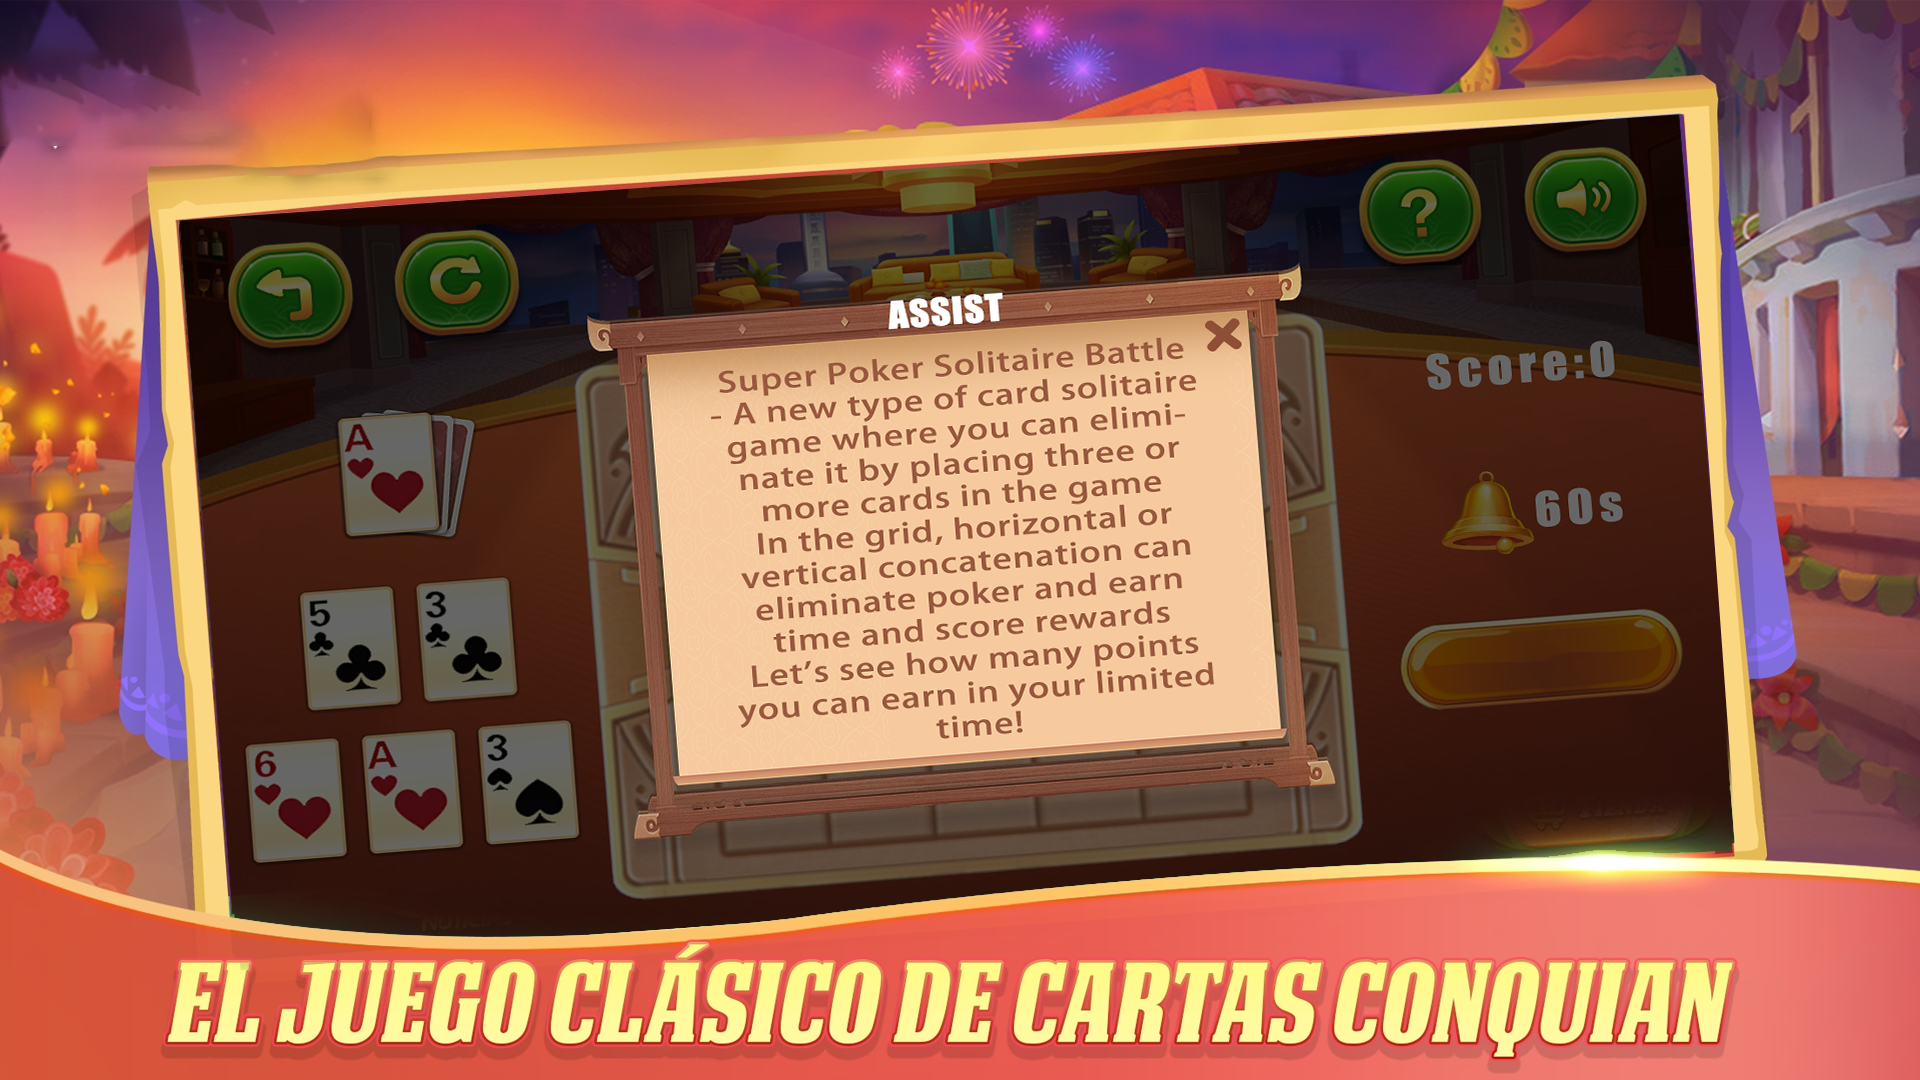 ASSIST
Super Poker Solitaire Battle
- A new type of card solitaire
game where you can elimi-
nate it by placing three or
more cards in the game
In the grid, horizontal or
vertical concatenation can
eliminate poker and earn
time and score rewards
Let's see how many points
you can earn in your limited
time!
?
Score:0
60s
A
5
3
6
A
3
EL JUEGO CLÁSICO DE CARTAS CONQUIAN